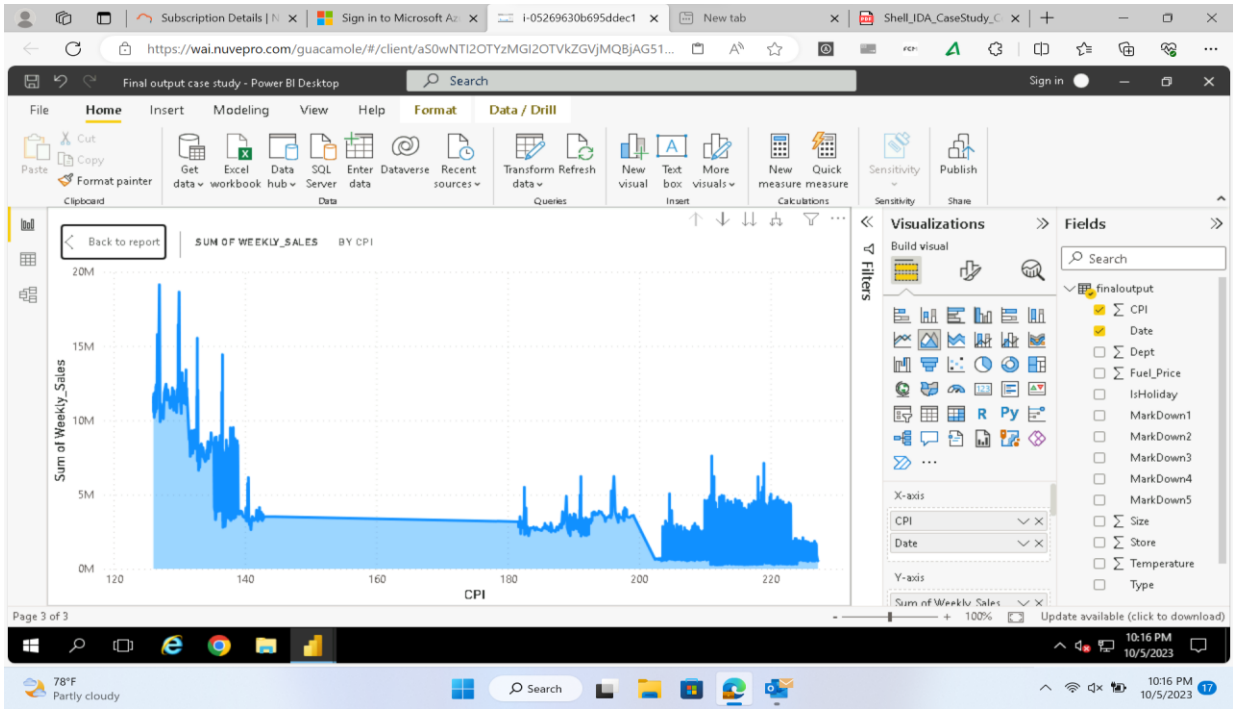 Subscription Details | N
Sign in to Microsoft Az
i-05269630b695ddec1
New tab
Shell_IDA_CaseStudy_C
https://wai.nuvepro.com/guacamole/#/client/aS0wNTI2OTYzMGI2OTVkZGVjMQBjAG51...
Final output case study - Power BI Desktop
Search
Sign in
File Home Insert Modeling View Help Format Data / Drill
Paste
Cut
Copy
Format painter
Get data
Excel workbook
Data hub
SQL Server
Enter data
Dataverse
Recent sources
Transform data
Refresh
New visual
Text box
More visuals
New measure
Quick measure
Sensitivity
Publish
Clipboard Data Queries Insert Calculations Sensitivity Share
Back to report
SUM OF WEEKLY_SALES BY CPI
20M
15M
10M
5M
0M
Sum of Weekly_Sales
120 140 160 180 200 220
CPI
Filters
Visualizations
Build visual
123
R Py
X-axis
CPI
Date
Y-axis
Sum of Weekly_Sales
Fields
Search
finaloutput
CPI
Date
Dept
Fuel_Price
IsHoliday
MarkDown1
MarkDown2
MarkDown3
MarkDown4
MarkDown5
Size
Store
Temperature
Type
Page 3 of 3
100%
Update available (click to download)
10:16 PM
10/5/2023
78°F
Partly cloudy
Search
10:16 PM
10/5/2023
17